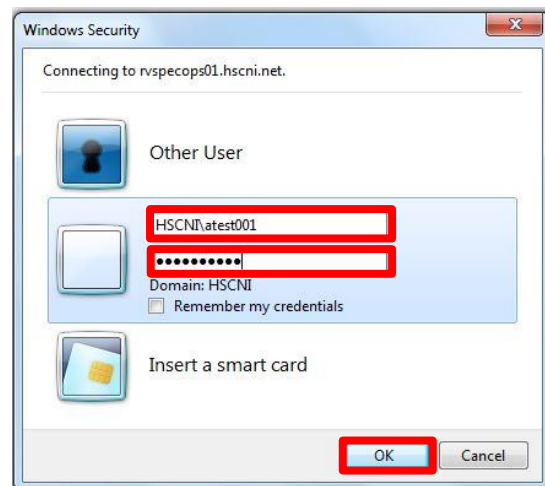 Windows Security
Connecting to rvspecops01.hscni.net.
Other User
HSCNI\atest001
●●●●●●●●●●
Domain: HSCNI
Remember my credentials
Insert a smart card
OK
Cancel